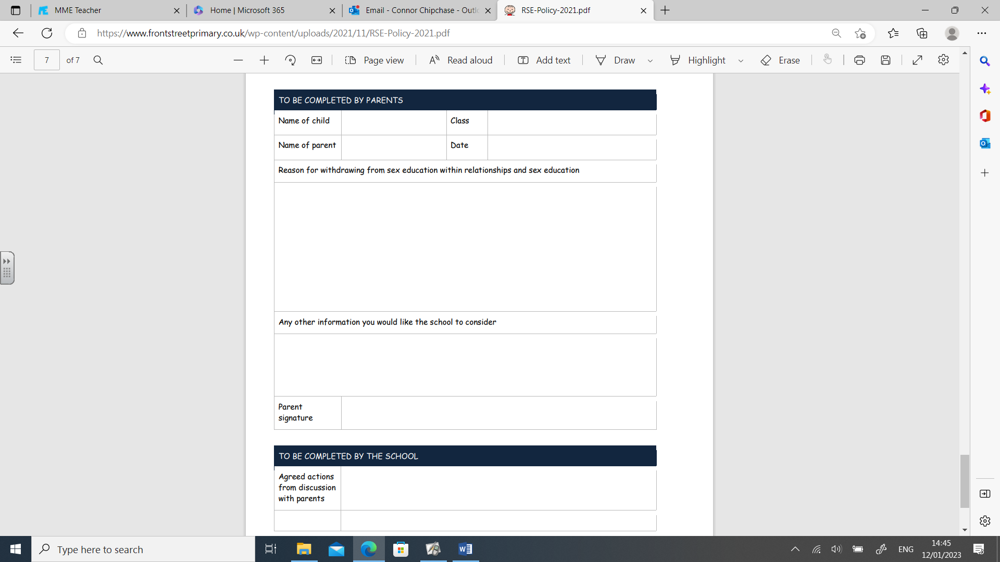 MME Teacher
Home | Microsoft 365
Email - Connor Chipchase - Outl
RSE-Policy-2021.pdf
https://www.frontstreetprimary.co.uk/wp-content/uploads/2021/11/RSE-Policy-2021.pdf
7 of 7
Page view
Read aloud
Add text
Draw
Highlight
Erase
TO BE COMPLETED BY PARENTS
Name of child
Class
Name of parent
Date
Reason for withdrawing from sex education within relationships and sex education
Any other information you would like the school to consider
Parent
signature
TO BE COMPLETED BY THE SCHOOL
Agreed actions
from discussion
with parents
Type here to search
ENG
14:45
12/01/2023